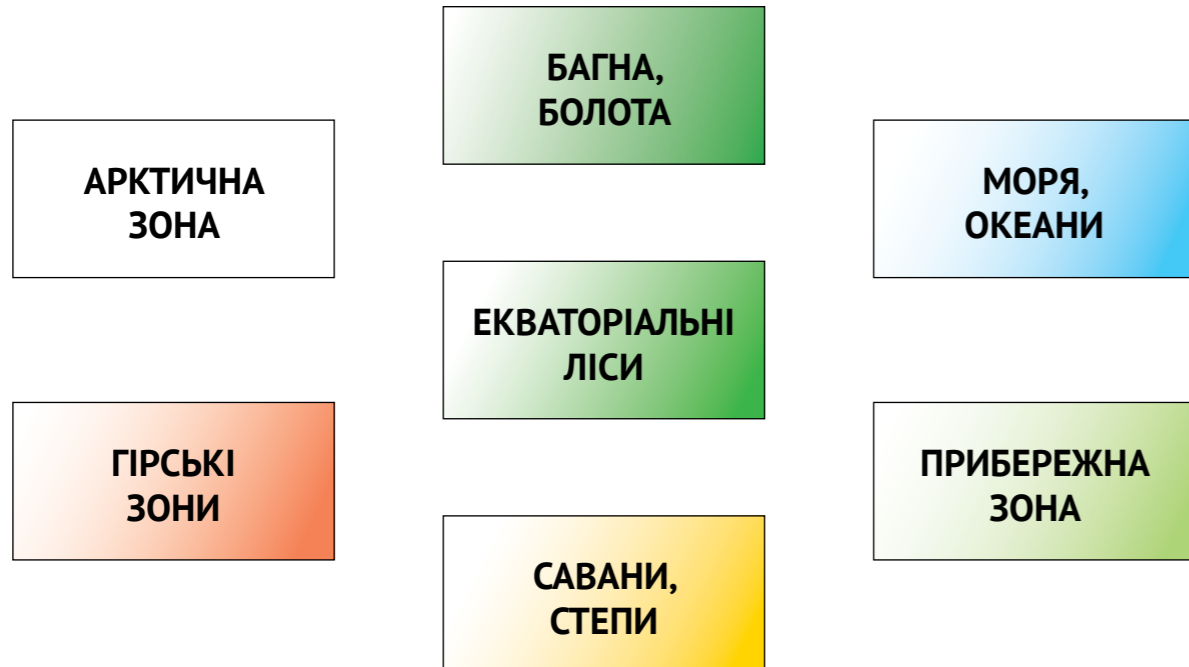 БАГНА,
БОЛОТА
АРКТИЧНА
ЗОНА
МОРЯ,
ОКЕАНИ
ЕКВАТОРІАЛЬНІ
ЛІСИ
ГІРСЬКІ
ЗОНИ
ПРИБЕРЕЖНА
ЗОНА
САВАНИ,
СТЕПИ